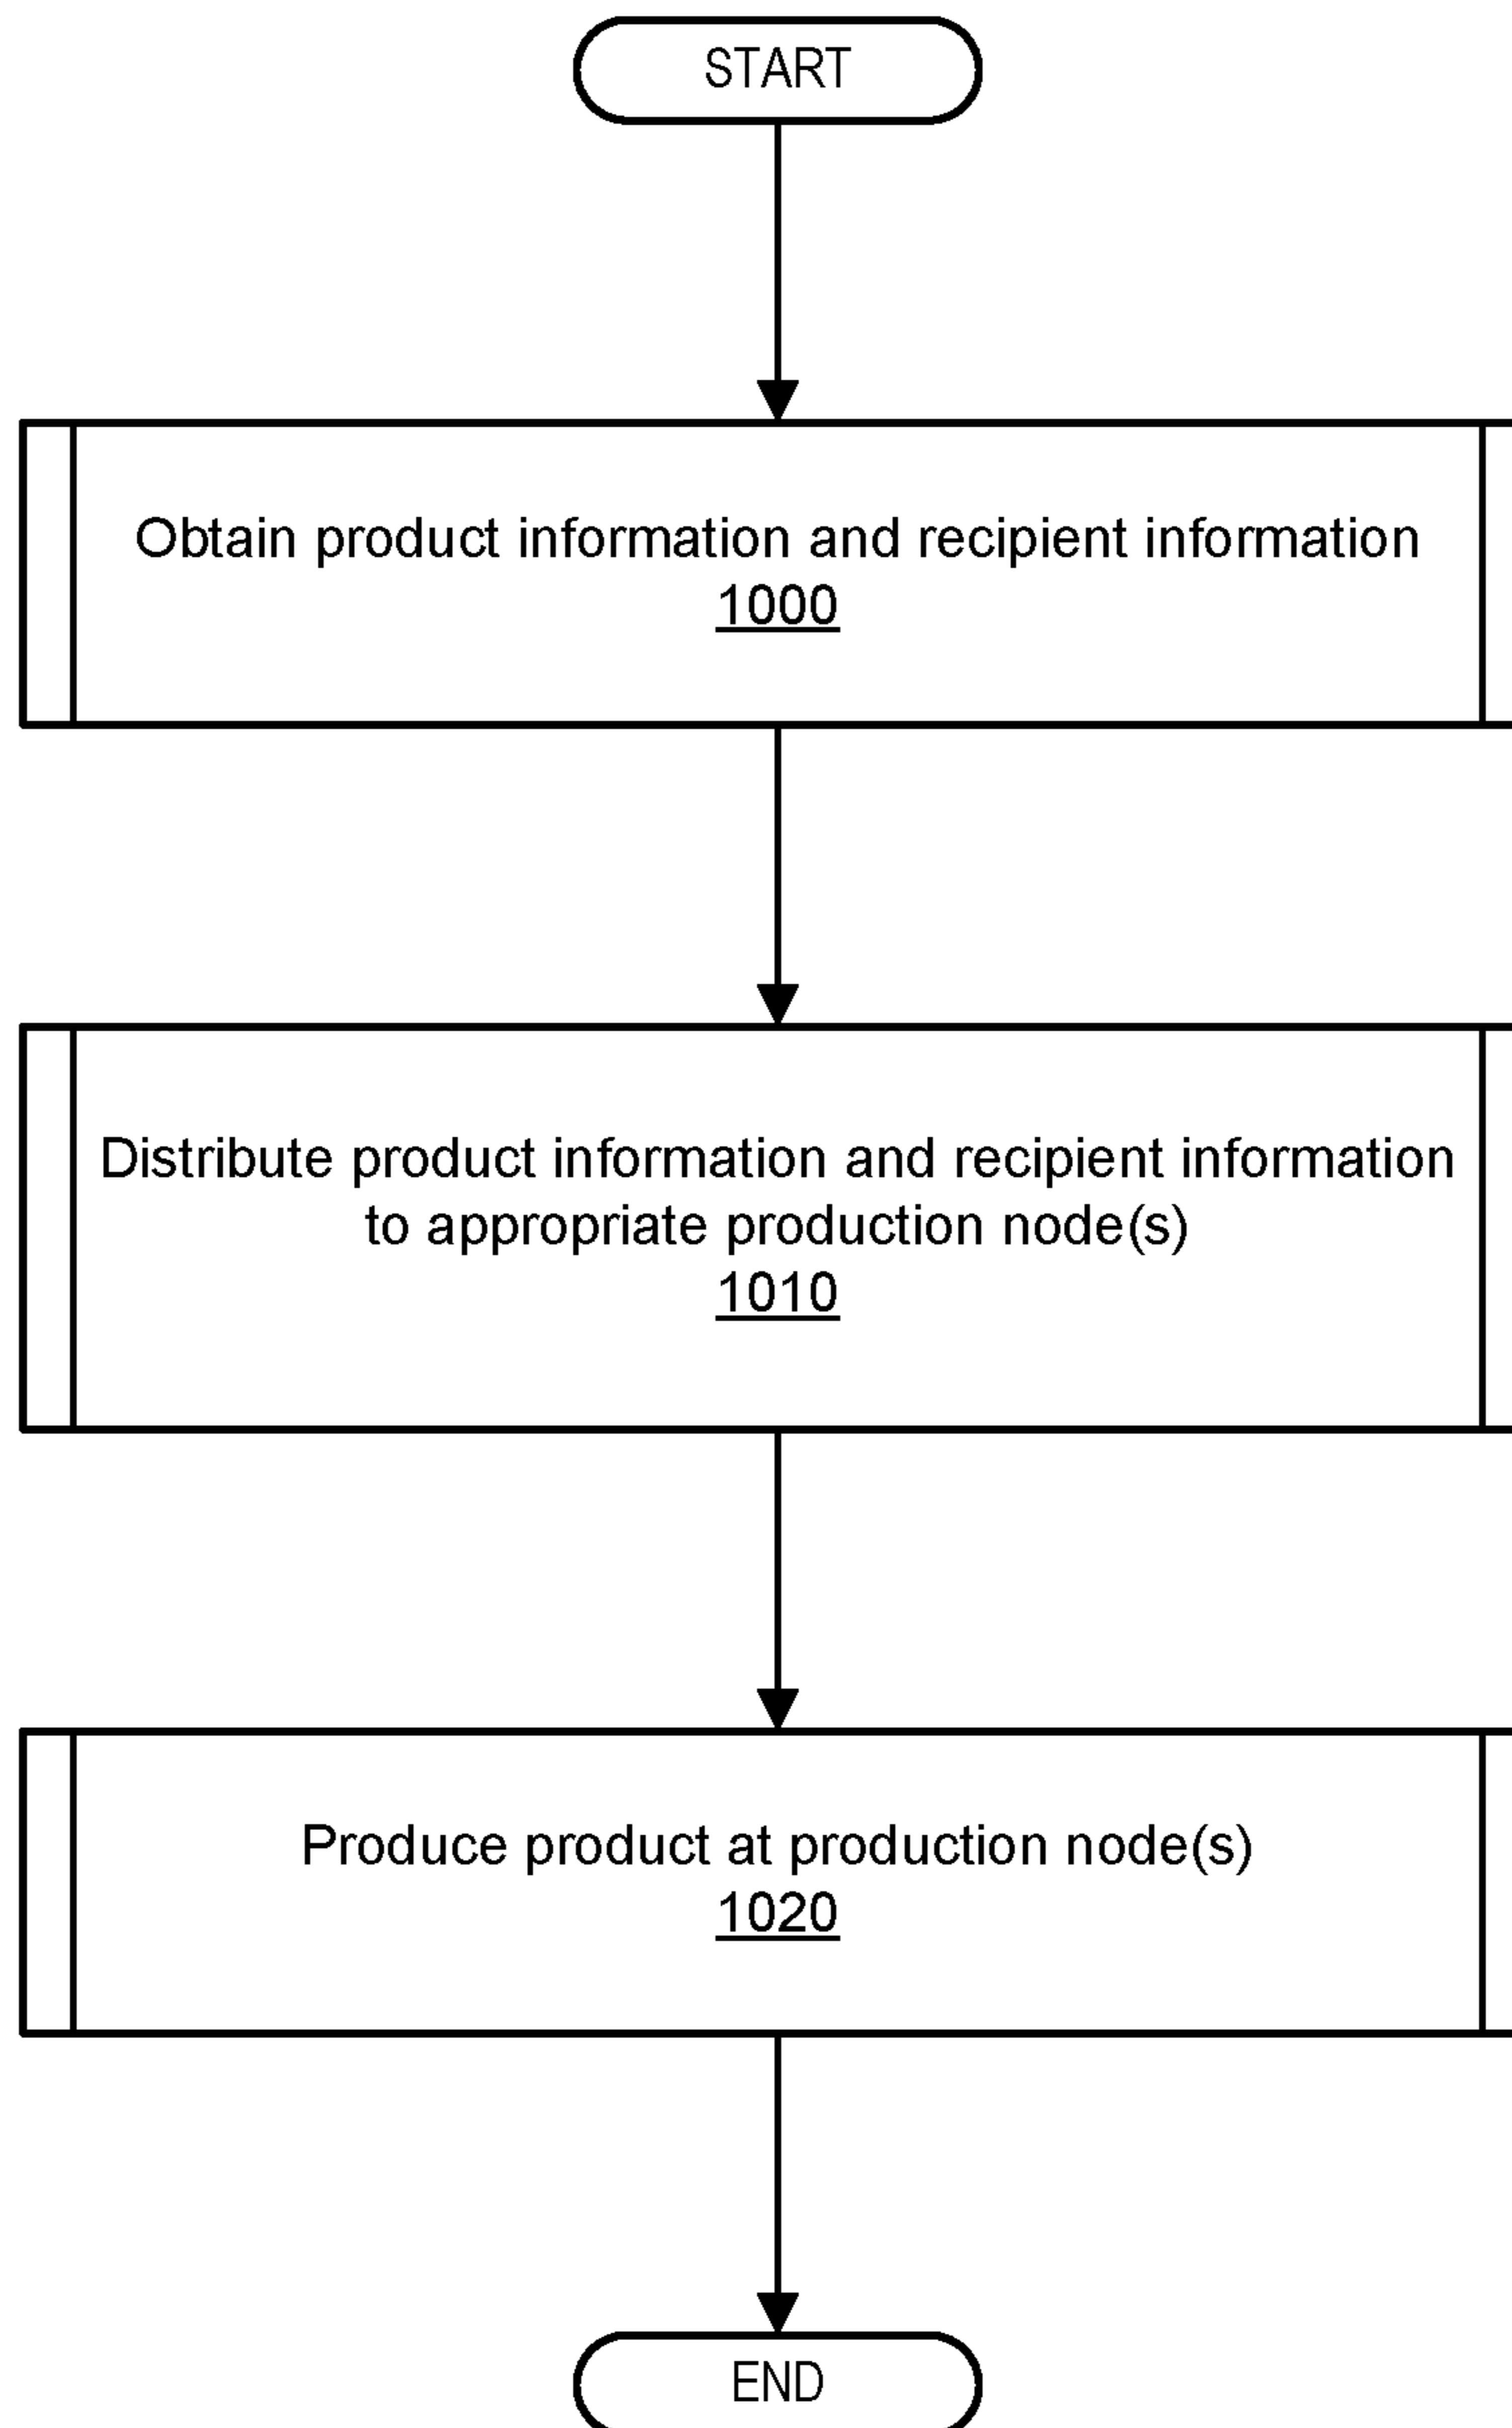 START
Obtain product information and recipient information
1000
Distribute product information and recipient information
to appropriate production node(s)
1010
Produce product at production node(s)
1020
END